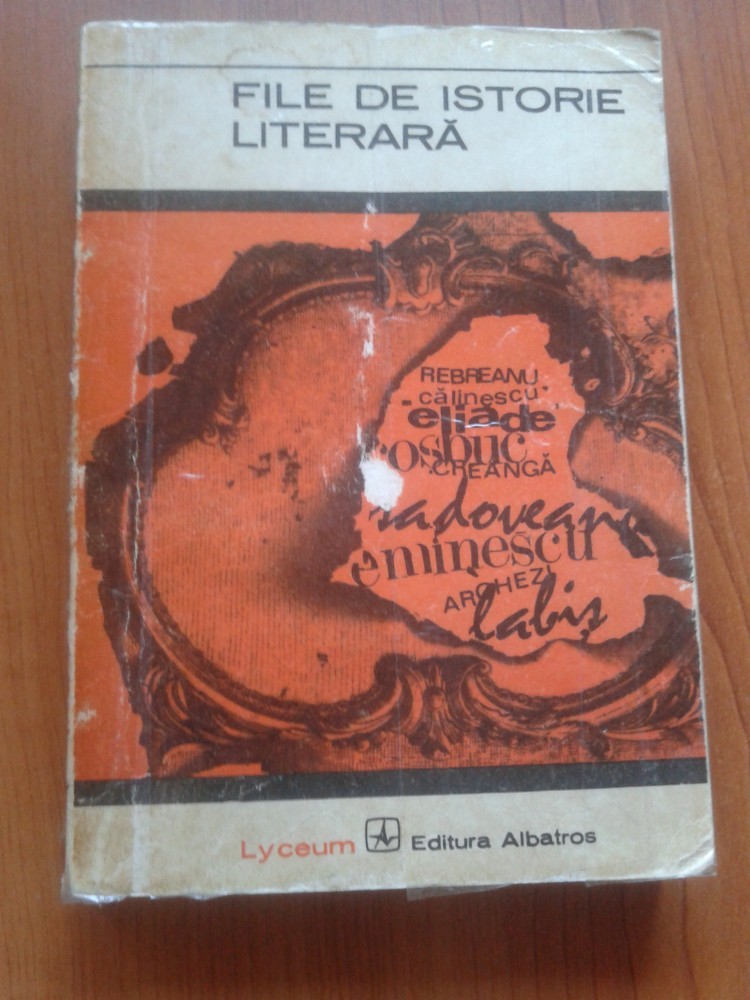 FILE DE ISTORIE
LITERARĂ
REBREANU
călinescu
eliade
coșbuc
CREANGĂ
sadoveanu
eminescu
ARGHEZI
labiș
Lyceum Editura Albatros